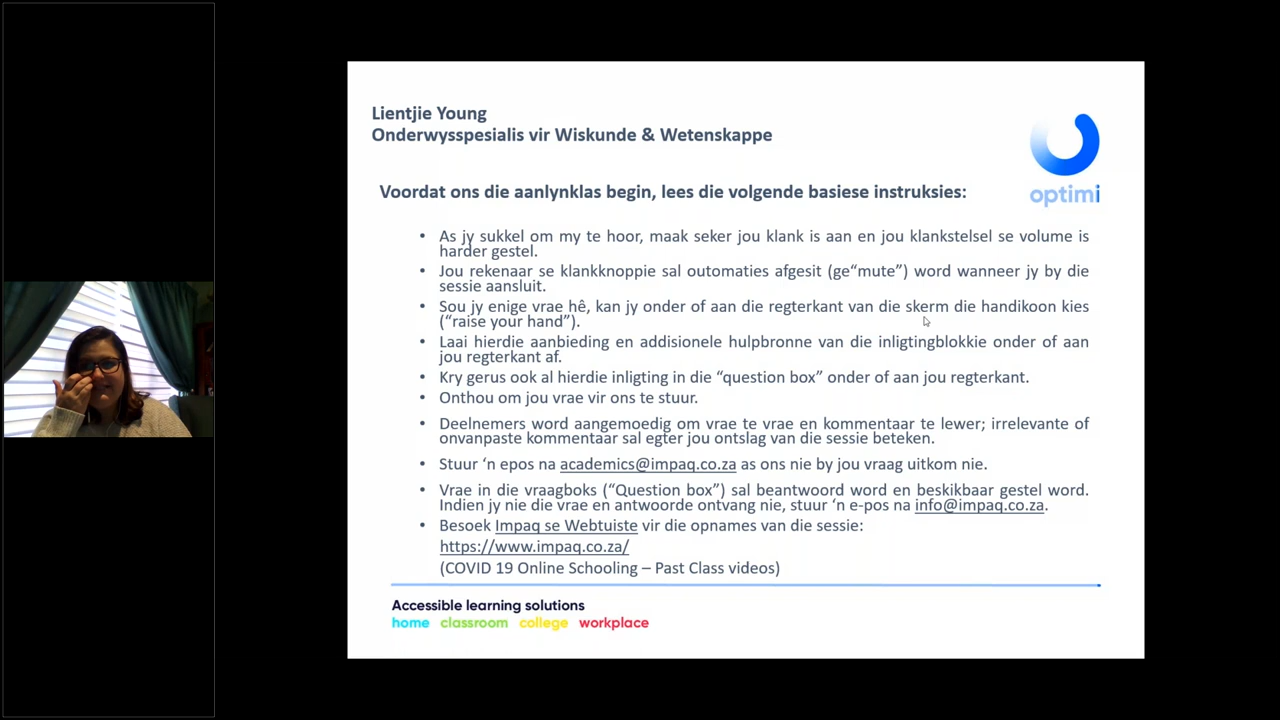 Lientjie Young
Onderwysspesialis vir Wiskunde & Wetenskappe
optimi
Voordat ons die aanlynklas begin, lees die volgende basiese instruksies:
• As jy sukkel om my te hoor, maak seker jou klank is aan en jou klankstelsel se volume is
harder gestel.
• Jou rekenaar se klankknoppie sal outomaties afgesit (ge“mute”) word wanneer jy by die
sessie aansluit.
• Sou jy enige vrae hê, kan jy onder of aan die regterkant van die skerm die handikoon kies
(“raise your hand”).
• Laai hierdie aanbieding en addisionele hulpbronne van die inligtingblokkie onder of aan
jou regterkant af.
• Kry gerus ook al hierdie inligting in die “question box” onder of aan jou regterkant.
• Onthou om jou vrae vir ons te stuur.
• Deelnemers word aangemoedig om vrae te vrae en kommentaar te lewer; irrelevante of
onvanpaste kommentaar sal egter jou ontslag van die sessie beteken.
• Stuur ‘n epos na academics@impaq.co.za as ons nie by jou vraag uitkom nie.
• Vrae in die vraagboks (“Question box”) sal beantwoord word en beskikbaar gestel word.
Indien jy nie die vrae en antwoorde ontvang nie, stuur ‘n e-pos na info@impaq.co.za.
• Besoek Impaq se Webtuiste vir die opnames van die sessie:
https://www.impaq.co.za/
(COVID 19 Online Schooling – Past Class videos)
Accessible learning solutions
home classroom college workplace